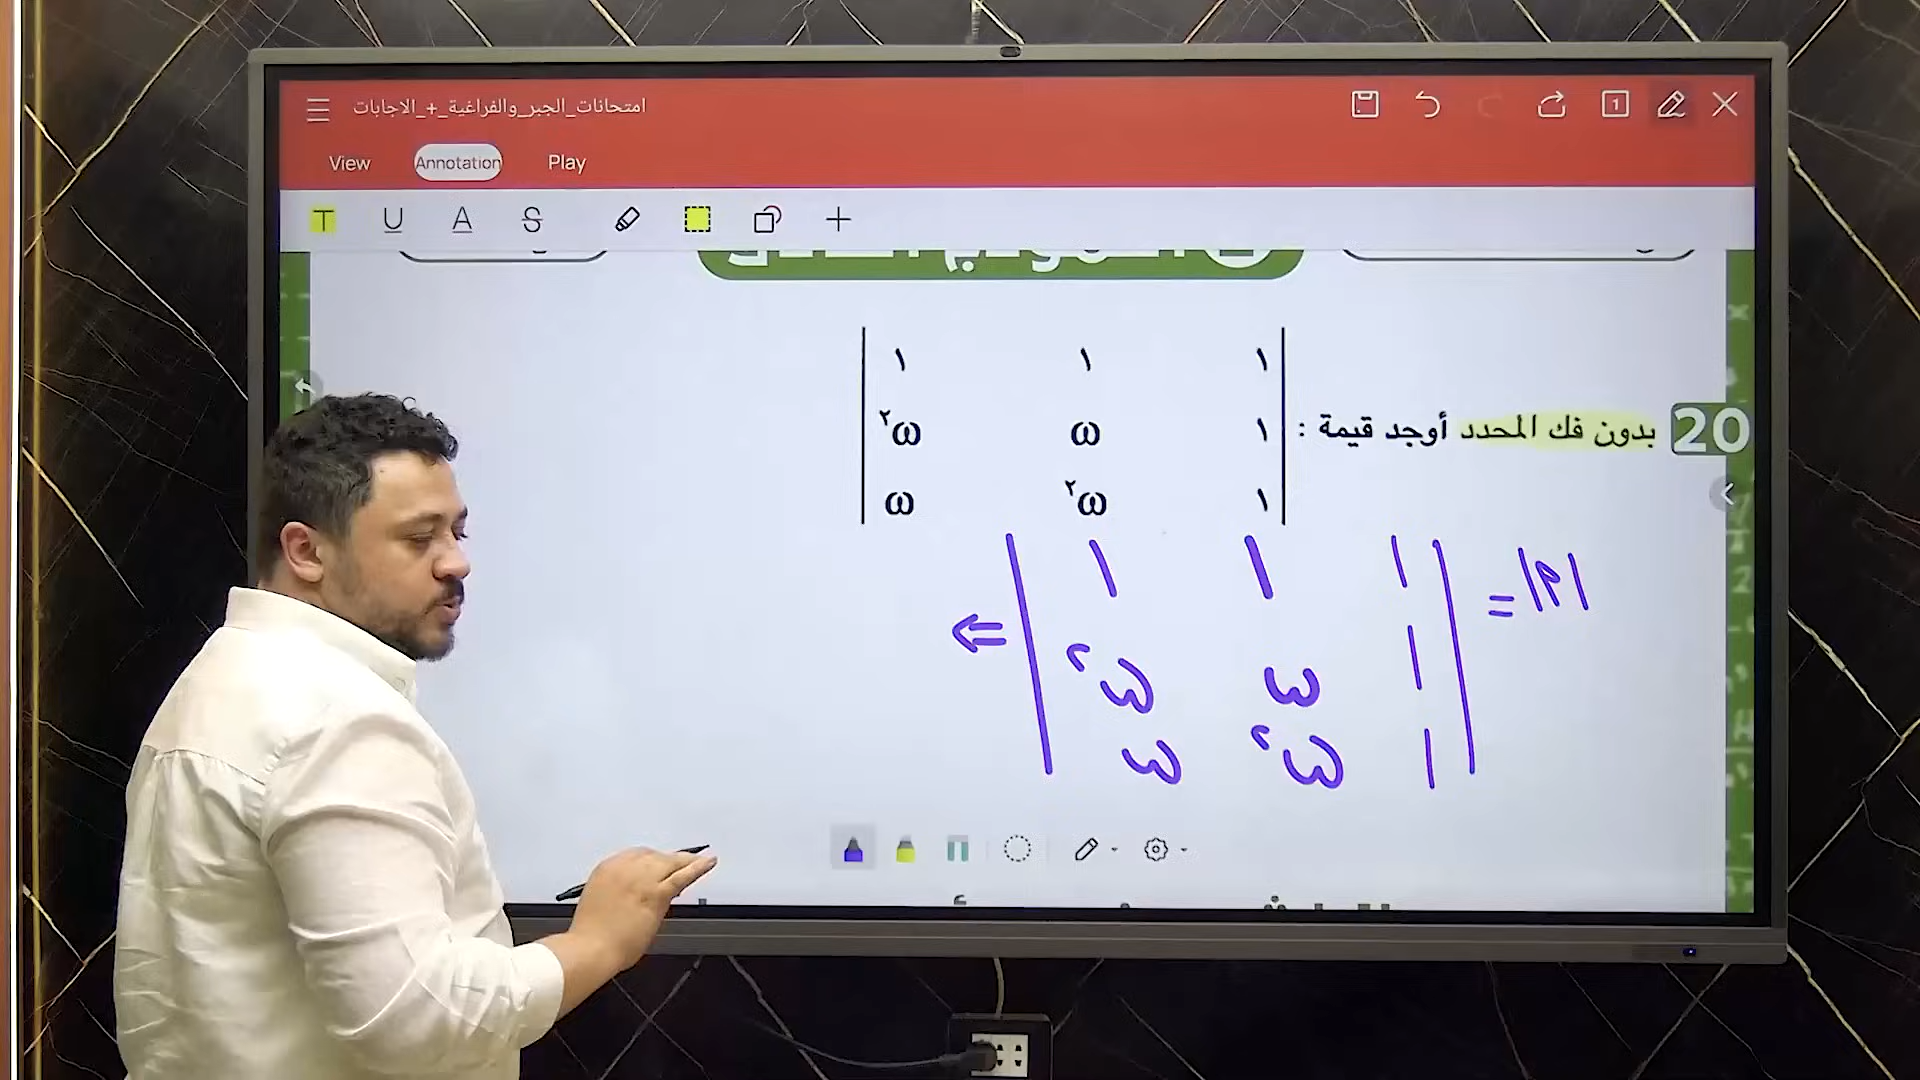 امتحانات_الجبر_والفراغية_+_الاجابات
1
View Annotation Play
T U A S
١ ١ ١
20 بدون فك المحدد أوجد قيمة : ١ ω ω٢
١ ω٢ ω
|P| = | ١ ١ ١ | ⇐
١ ω ω٢
١ ω٢ ω